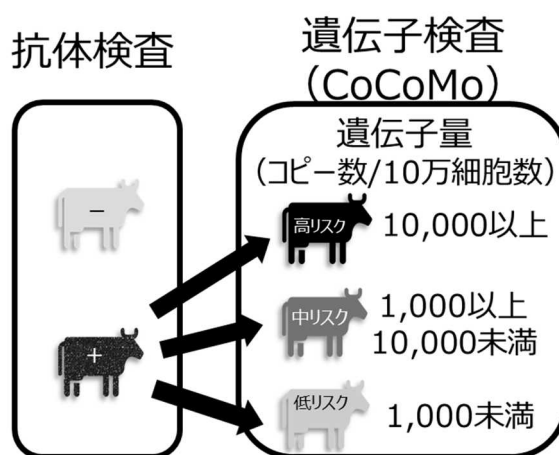 抗体検査
−
+
遺伝子検査
(CoCoMo)
遺伝子量
(コピー数/10万細胞数)
高リスク
10,000以上
中リスク
1,000以上
10,000未満
低リスク
1,000未満